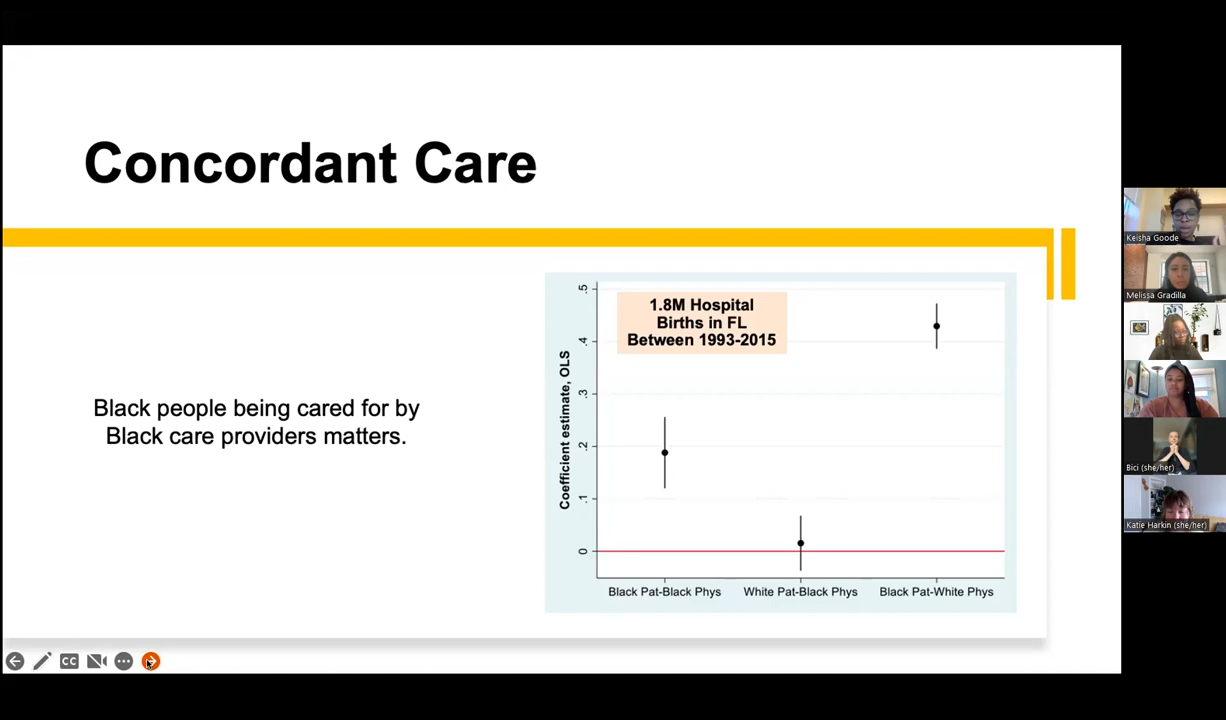 Concordant Care
Black people being cared for by
Black care providers matters.
1.8M Hospital
Births in FL
Between 1993-2015
Coefficient estimate, OLS
.5
.4
.3
.2
.1
0
Black Pat-Black Phys
White Pat-Black Phys
Black Pat-White Phys
Keisha Goode
Melissa Gradilla
Bici (she/her)
Katie Harkin (she/her)
CC